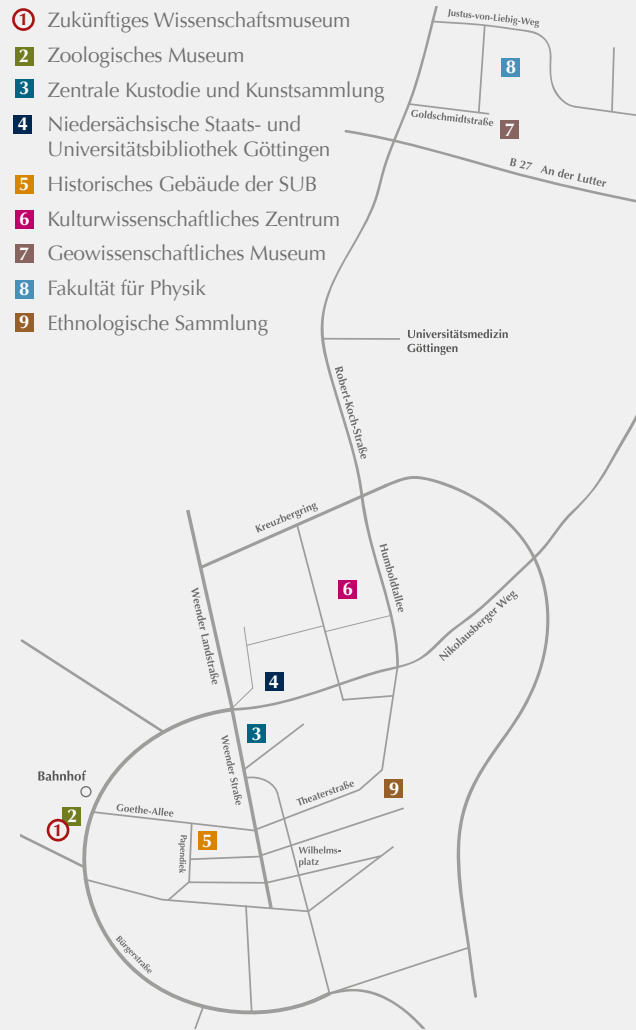 1 Zukünftiges Wissenschaftsmuseum
2 Zoologisches Museum
3 Zentrale Kustodie und Kunstsammlung
4 Niedersächsische Staats- und
Universitätsbibliothek Göttingen
5 Historisches Gebäude der SUB
6 Kulturwissenschaftliches Zentrum
7 Geowissenschaftliches Museum
8 Fakultät für Physik
9 Ethnologische Sammlung
Justus-von-Liebig-Weg
8
Goldschmidtstraße
7
B 27 An der Lutter
Universitätsmedizin
Göttingen
Robert-Koch-Straße
Kreuzbergring
Humboldtallee
6
Weender Landstraße
Nikolausberger Weg
4
3
Weender Straße
Bahnhof
Theaterstraße
9
Goethe-Allee
2
1
5
Papendiek
Wilhelms-
platz
Bürgerstraße